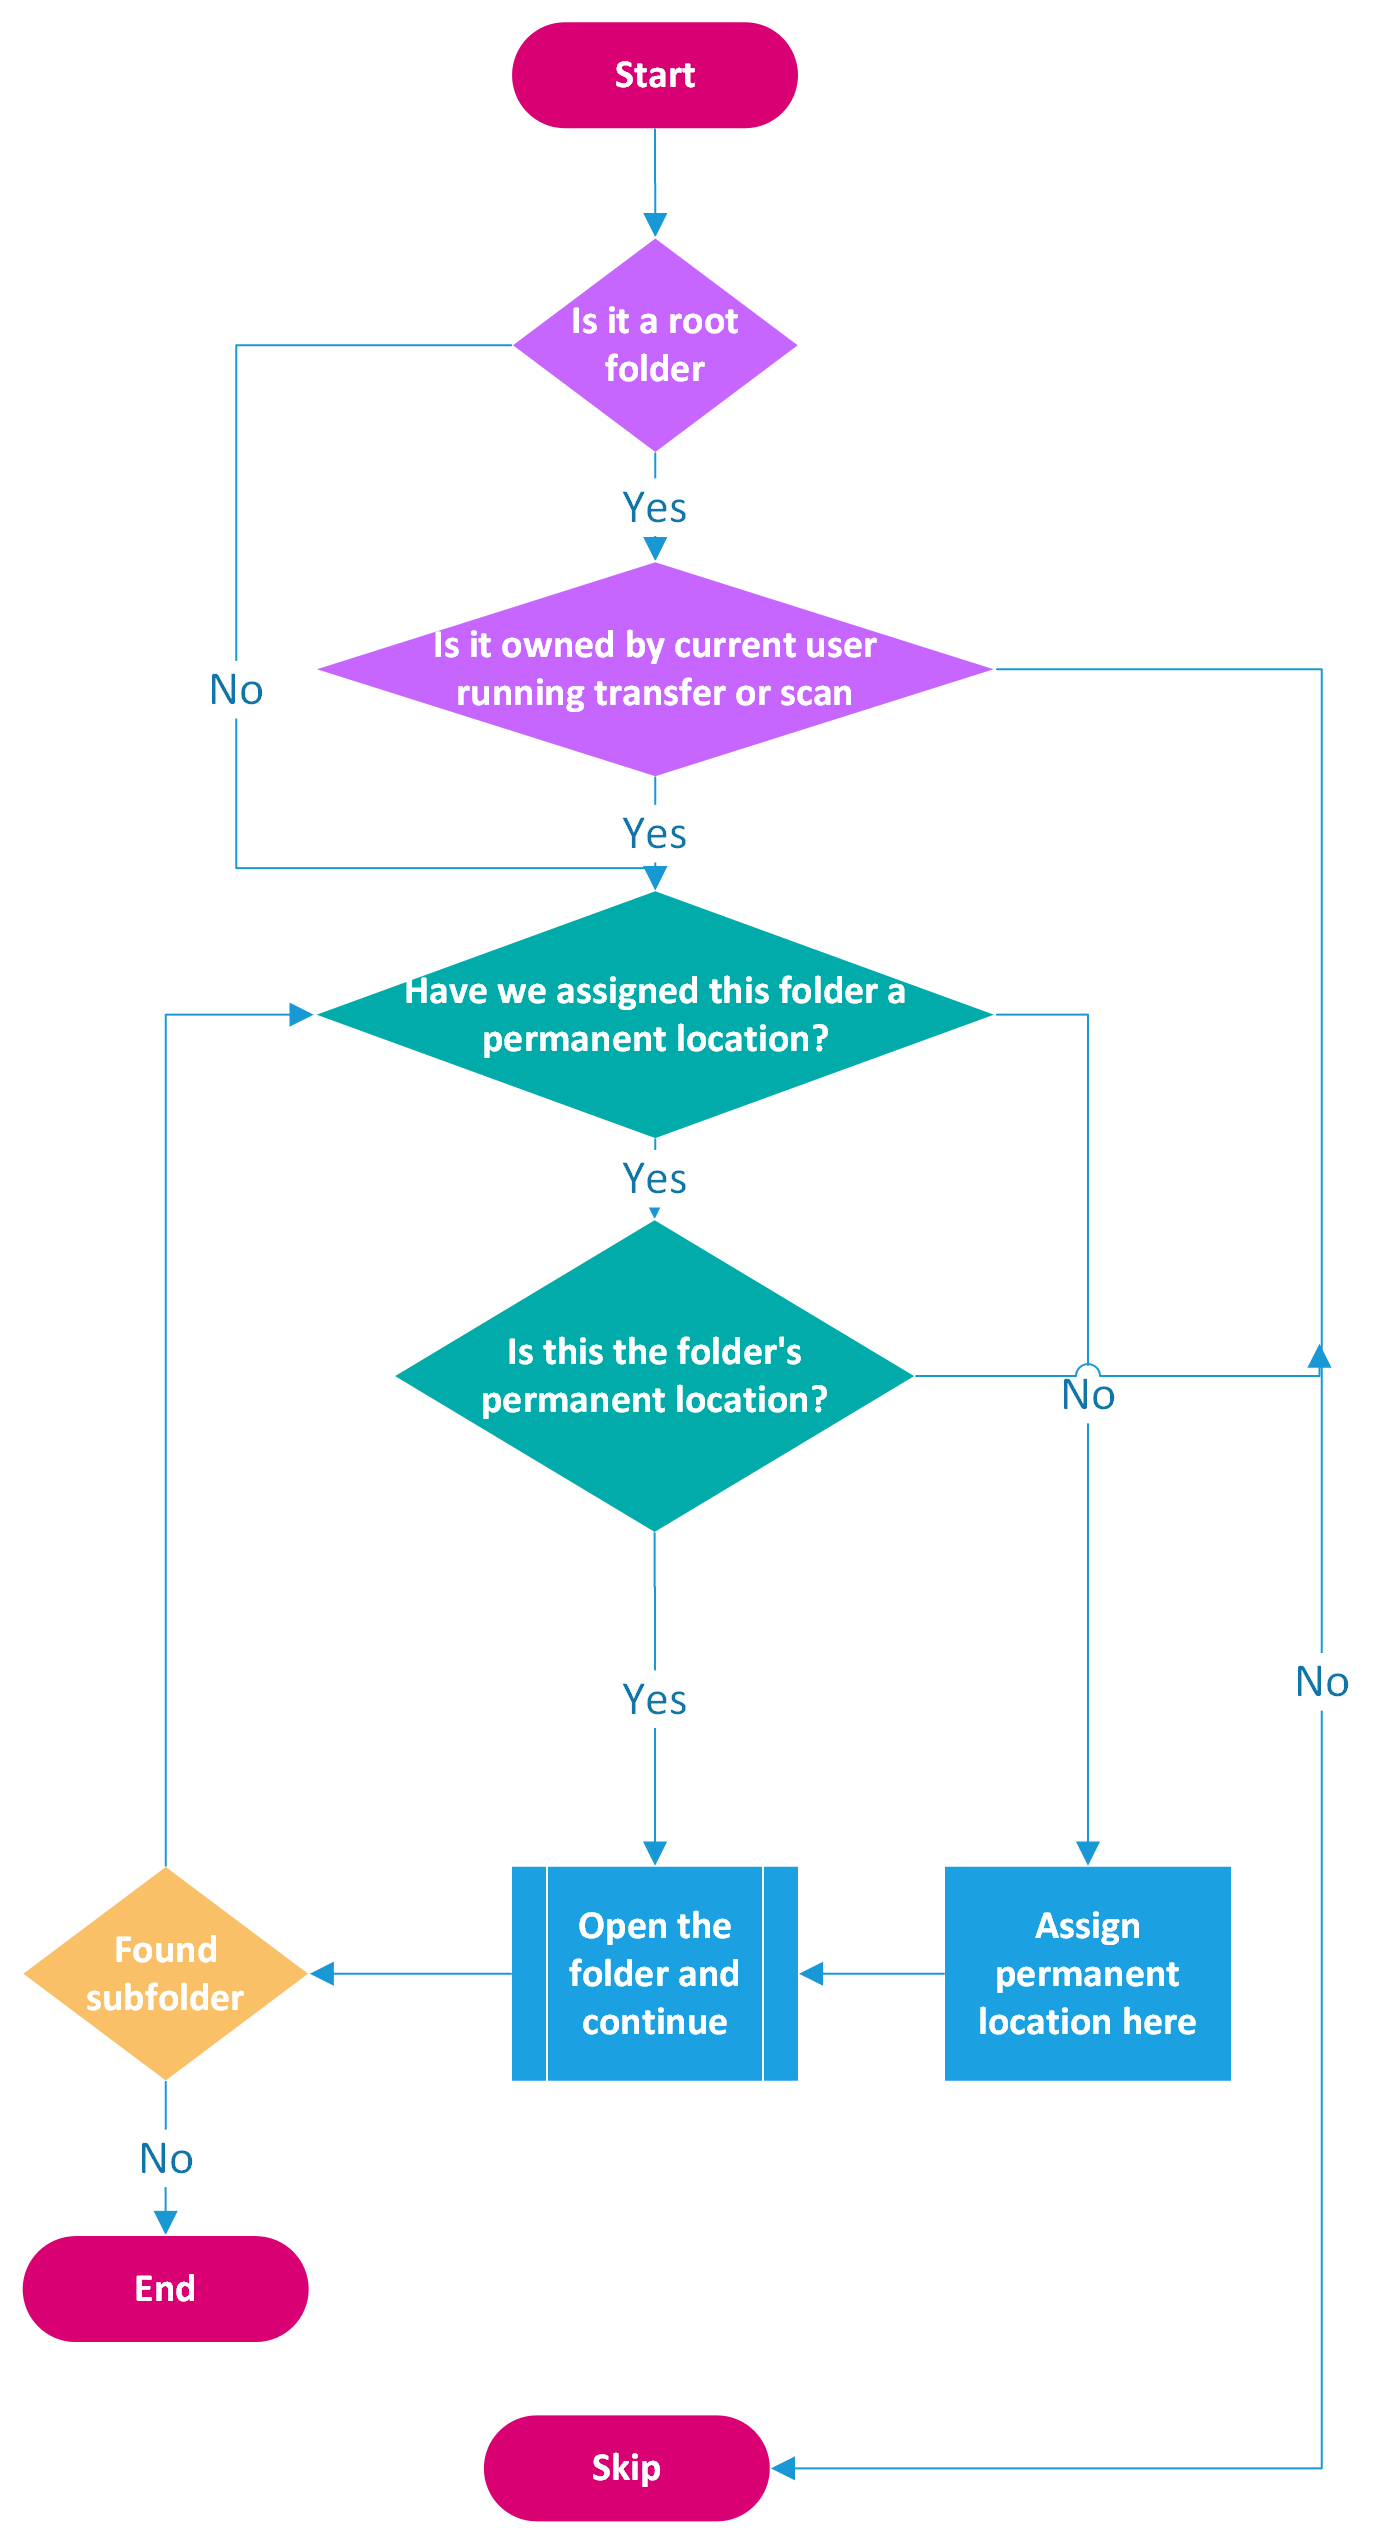 Start
Is it a root
folder
Yes
Is it owned by current user
running transfer or scan
No
Yes
Have we assigned this folder a
permanent location?
Yes
Is this the folder's
permanent location?
No
No
Yes
Open the
folder and
continue
Assign
permanent
location here
Found
subfolder
No
End
Skip